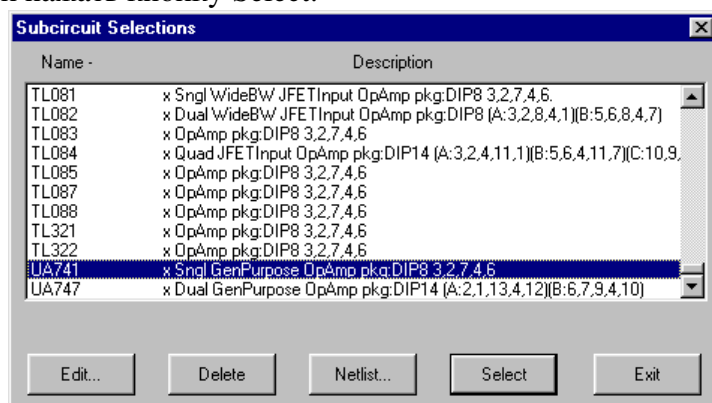 Subcircuit Selections
Name - Description
TL081 x Sngl WideBW JFETInput OpAmp pkg:DIP8 3,2,7,4,6.
TL082 x Dual WideBW JFETInput OpAmp pkg:DIP8 (A:3,2,8,4,1)(B:5,6,8,4,7)
TL083 x OpAmp pkg:DIP8 3,2,7,4,6
TL084 x Quad JFETInput OpAmp pkg:DIP14 (A:3,2,4,11,1)(B:5,6,4,11,7)(C:10,9,
TL085 x OpAmp pkg:DIP8 3,2,7,4,6
TL087 x OpAmp pkg:DIP8 3,2,7,4,6
TL088 x OpAmp pkg:DIP8 3,2,7,4,6
TL321 x OpAmp pkg:DIP8 3,2,7,4,6
TL322 x OpAmp pkg:DIP8 3,2,7,4,6
UA741 x Sngl GenPurpose OpAmp pkg:DIP8 3,2,7,4,6
UA747 x Dual GenPurpose OpAmp pkg:DIP14 (A:2,1,13,4,12)(B:6,7,9,4,10)
Edit... Delete Netlist... Select Exit